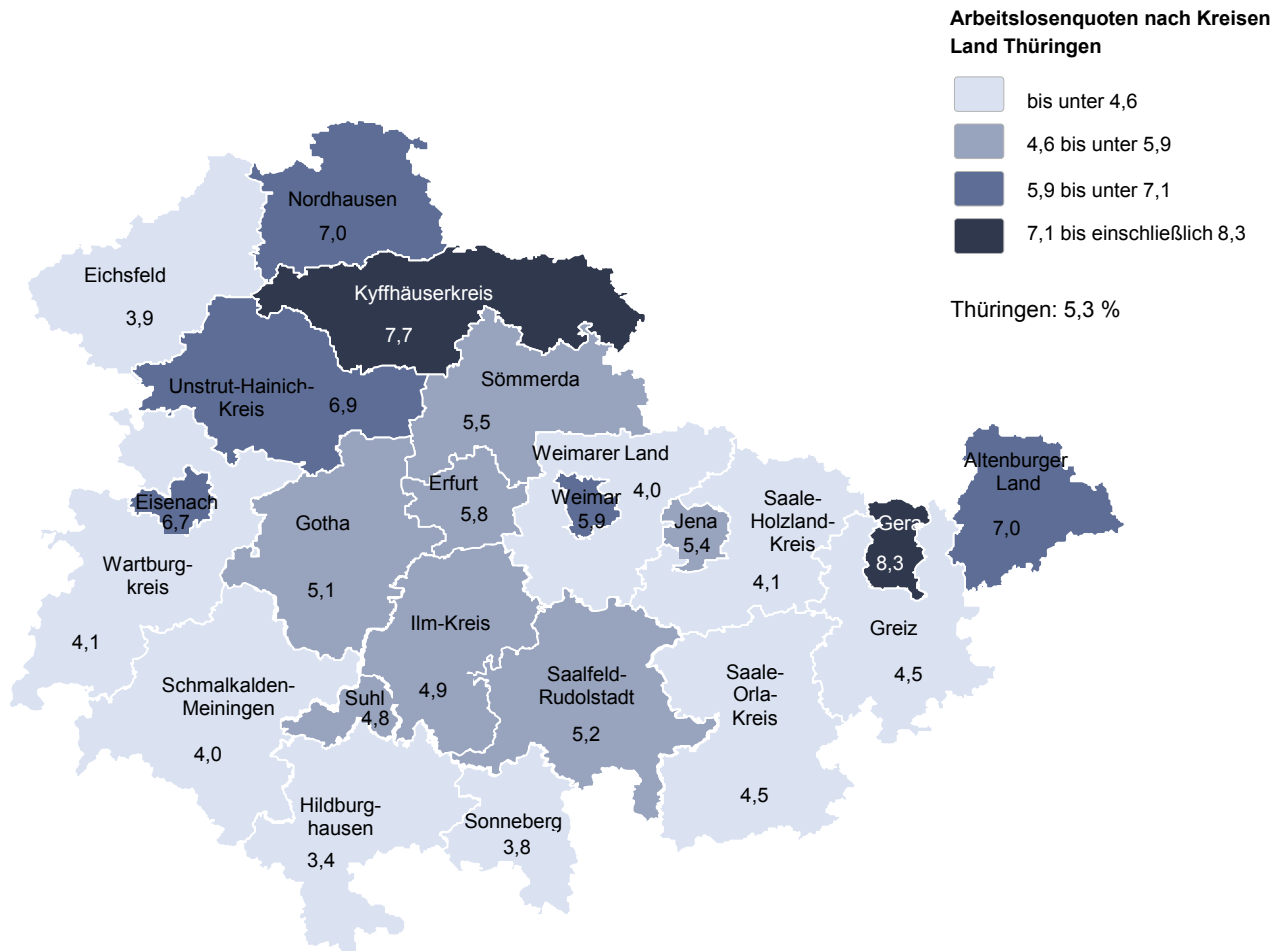 Arbeitslosenquoten nach Kreisen
Land Thüringen
bis unter 4,6
4,6 bis unter 5,9
5,9 bis unter 7,1
7,1 bis einschließlich 8,3
Thüringen: 5,3 %
Nordhausen
7,0
Eichsfeld
3,9
Kyffhäuserkreis
7,7
Unstrut-Hainich-
Kreis
6,9
Sömmerda
5,5
Weimarer Land
4,0
Altenburger
Land
7,0
Eisenach
6,7
Gotha
5,1
Erfurt
5,8
Weimar
5,9
Jena
5,4
Saale-
Holzland-
Kreis
4,1
Gera
8,3
Wartburg-
kreis
4,1
Ilm-Kreis
4,9
Greiz
4,5
Schmalkalden-
Meiningen
4,0
Suhl
4,8
Saalfeld-
Rudolstadt
5,2
Saale-
Orla-
Kreis
4,5
Hildburg-
hausen
3,4
Sonneberg
3,8